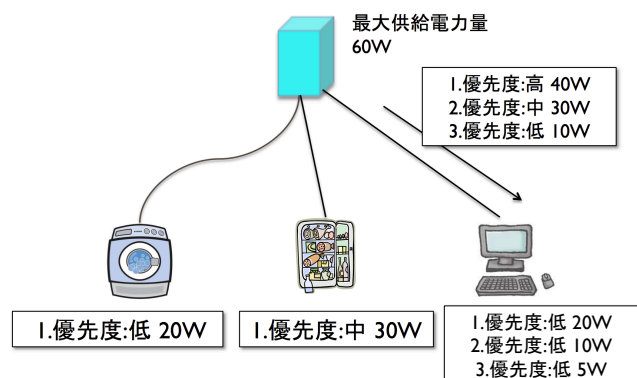 最大供給電力量
60W
1.優先度:高 40W
2.優先度:中 30W
3.優先度:低 10W
1.優先度:低 20W
1.優先度:中 30W
1.優先度:低 20W
2.優先度:低 10W
3.優先度:低 5W